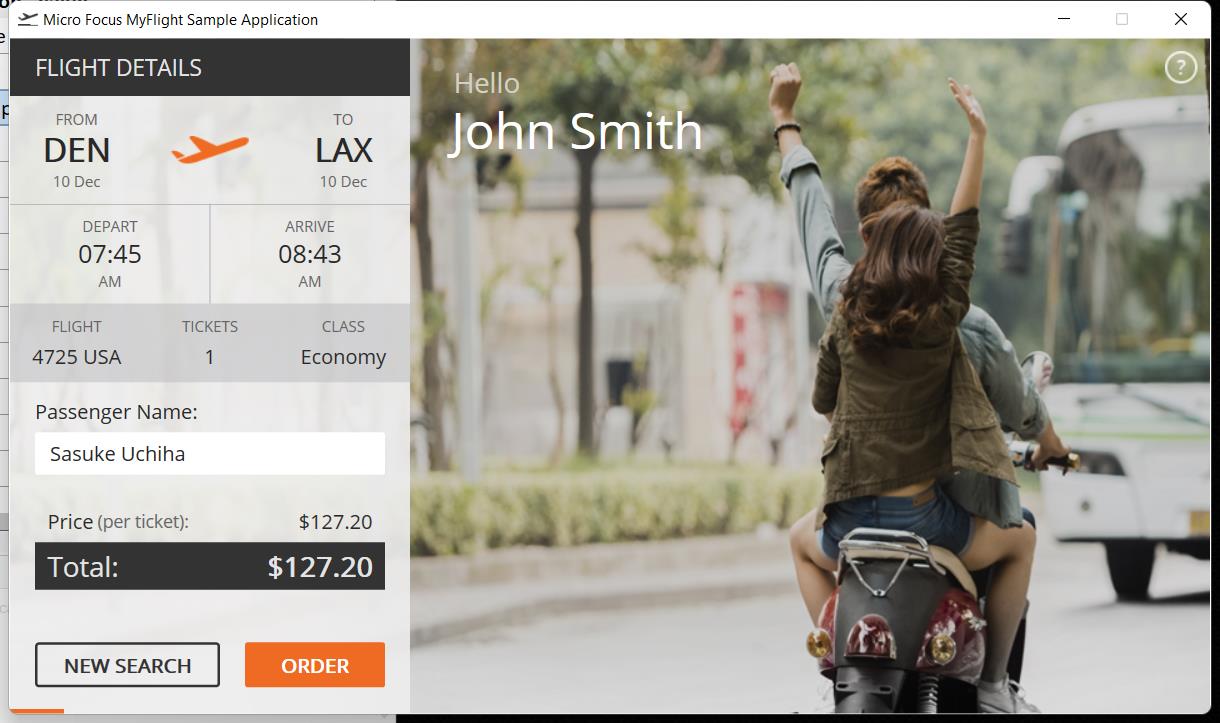 Micro Focus MyFlight Sample Application
FLIGHT DETAILS
FROM
DEN
10 Dec
TO
LAX
10 Dec
DEPART
07:45
AM
ARRIVE
08:43
AM
FLIGHT
4725 USA
TICKETS
1
CLASS
Economy
Passenger Name:
Sasuke Uchiha
Price (per ticket): $127.20
Total: $127.20
NEW SEARCH
ORDER
Hello
John Smith
?